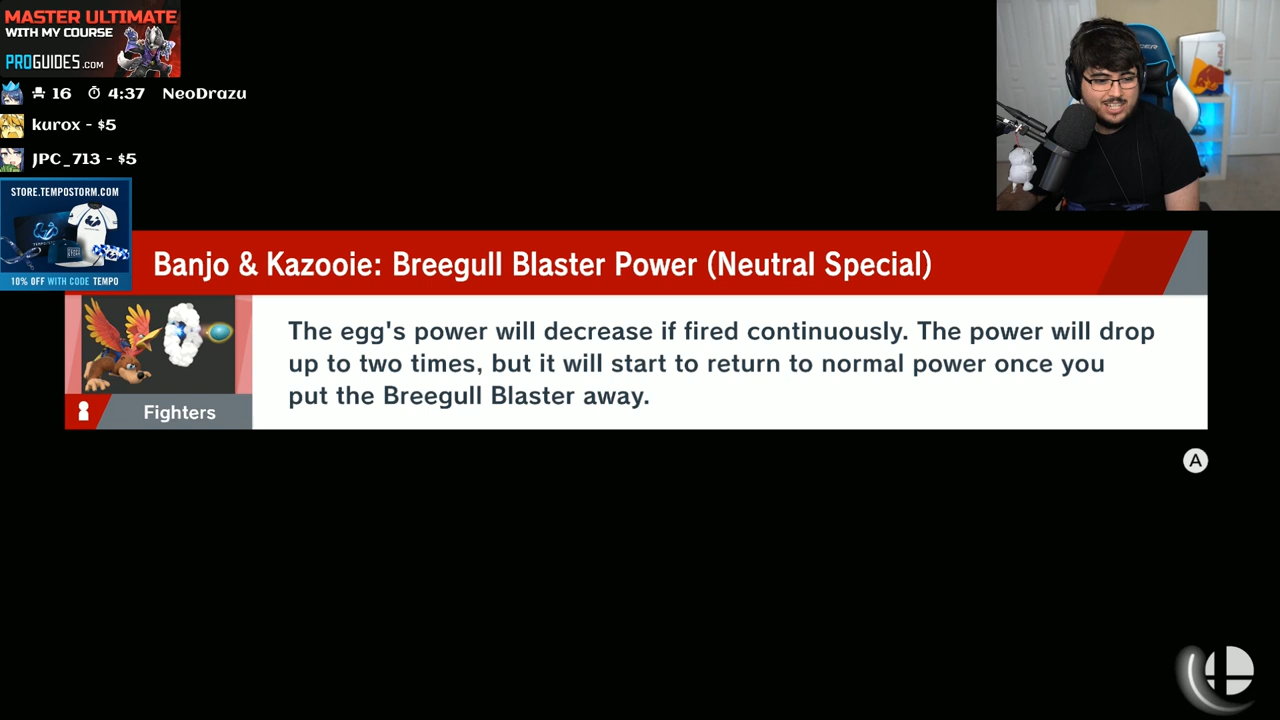 MASTER ULTIMATE
WITH MY COURSE
PROGUIDES.COM
16 4:37 NeoDrazu
kurox - $5
JPC_713 - $5
STORE.TEMPOSTORM.COM
10% OFF WITH CODE TEMPO
Banjo & Kazooie: Breegull Blaster Power (Neutral Special)
The egg's power will decrease if fired continuously. The power will drop
up to two times, but it will start to return to normal power once you
put the Breegull Blaster away.
Fighters
A